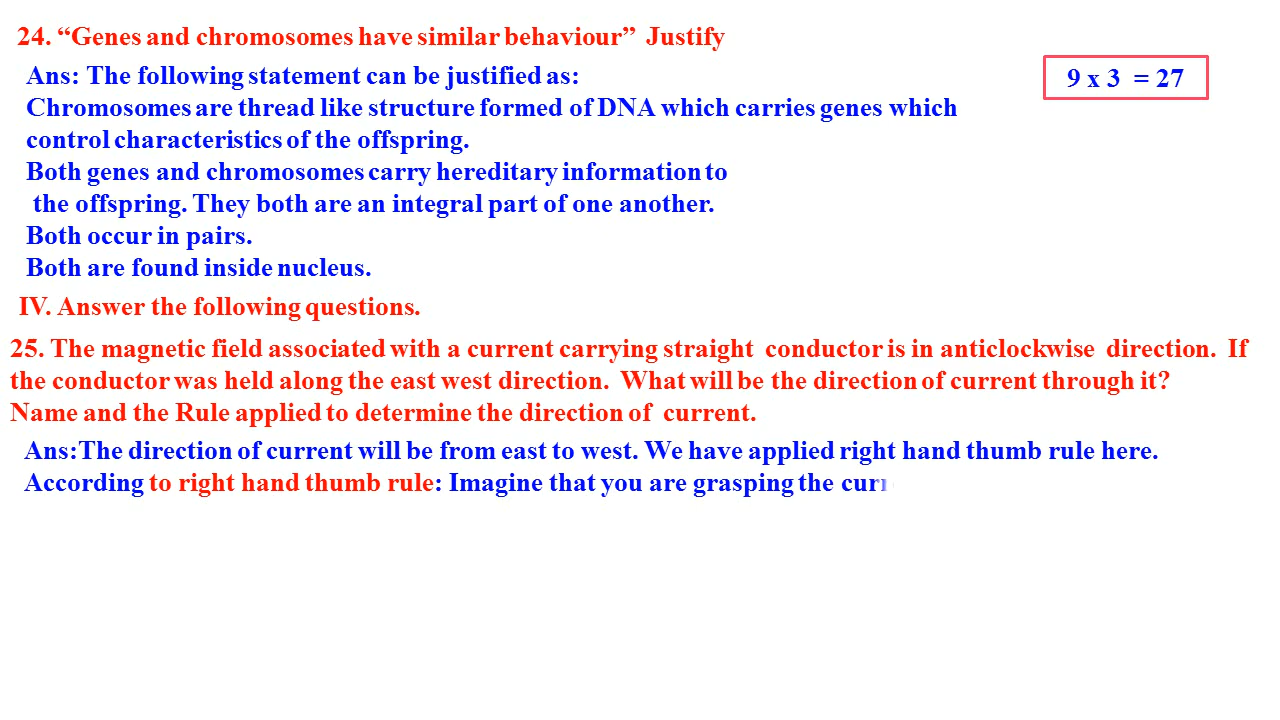 24. “Genes and chromosomes have similar behaviour” Justify
Ans: The following statement can be justified as:
9 x 3 = 27
Chromosomes are thread like structure formed of DNA which carries genes which
control characteristics of the offspring.
Both genes and chromosomes carry hereditary information to
the offspring. They both are an integral part of one another.
Both occur in pairs.
Both are found inside nucleus.
IV. Answer the following questions.
25. The magnetic field associated with a current carrying straight conductor is in anticlockwise direction. If
the conductor was held along the east west direction. What will be the direction of current through it?
Name and the Rule applied to determine the direction of current.
Ans:The direction of current will be from east to west. We have applied right hand thumb rule here.
According to right hand thumb rule: Imagine that you are grasping the